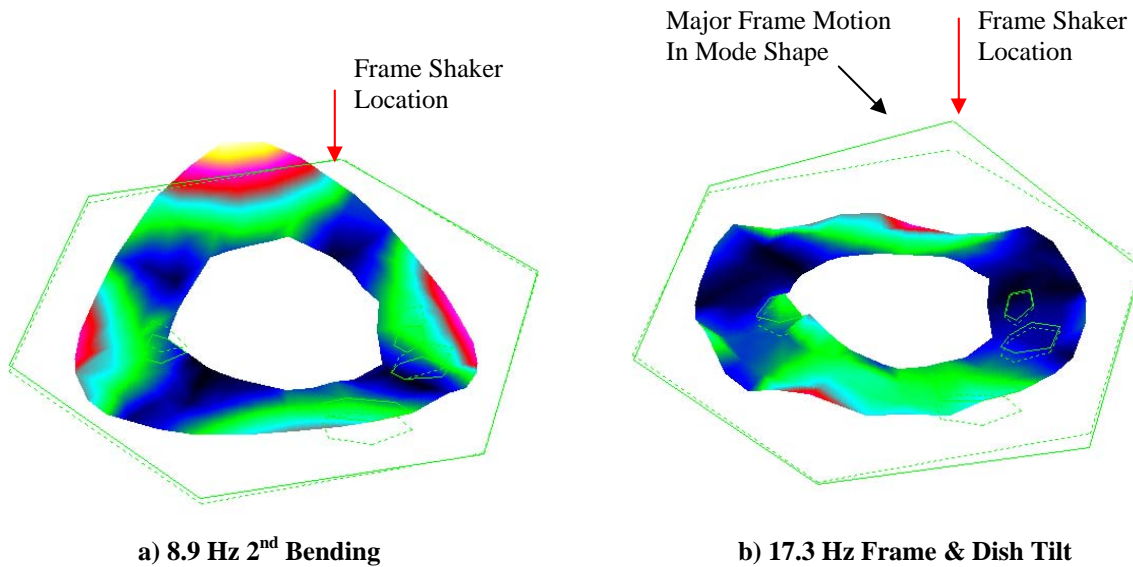 Frame Shaker
Location
Major Frame Motion
In Mode Shape
Frame Shaker
Location
a) 8.9 Hz 2nd Bending
b) 17.3 Hz Frame & Dish Tilt